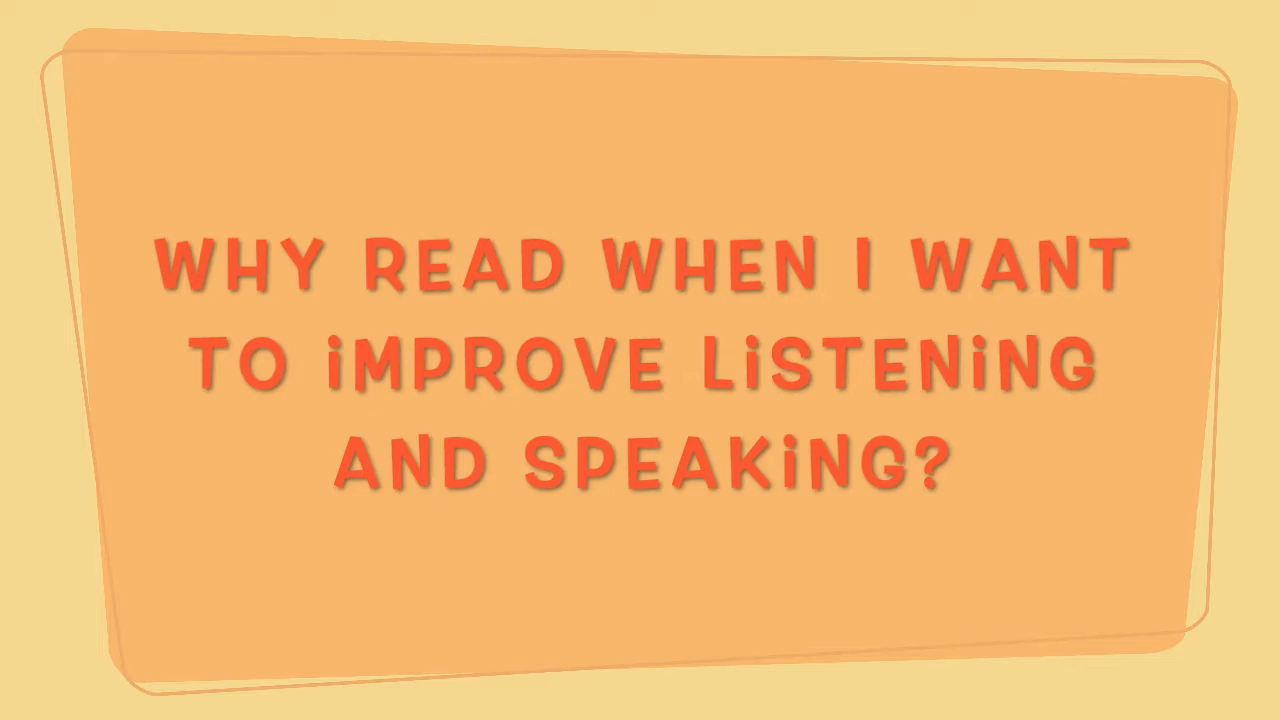 WHY READ WHEN I WANT
TO iMPROVE LiSTENiNG
AND SPEAKiNG?